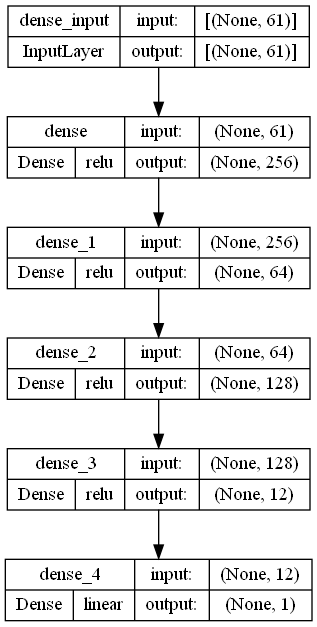 dense_input input: [(None, 61)]
InputLayer output: [(None, 61)]
dense input: (None, 61)
Dense relu output: (None, 256)
dense_1 input: (None, 256)
Dense relu output: (None, 64)
dense_2 input: (None, 64)
Dense relu output: (None, 128)
dense_3 input: (None, 128)
Dense relu output: (None, 12)
dense_4 input: (None, 12)
Dense linear output: (None, 1)